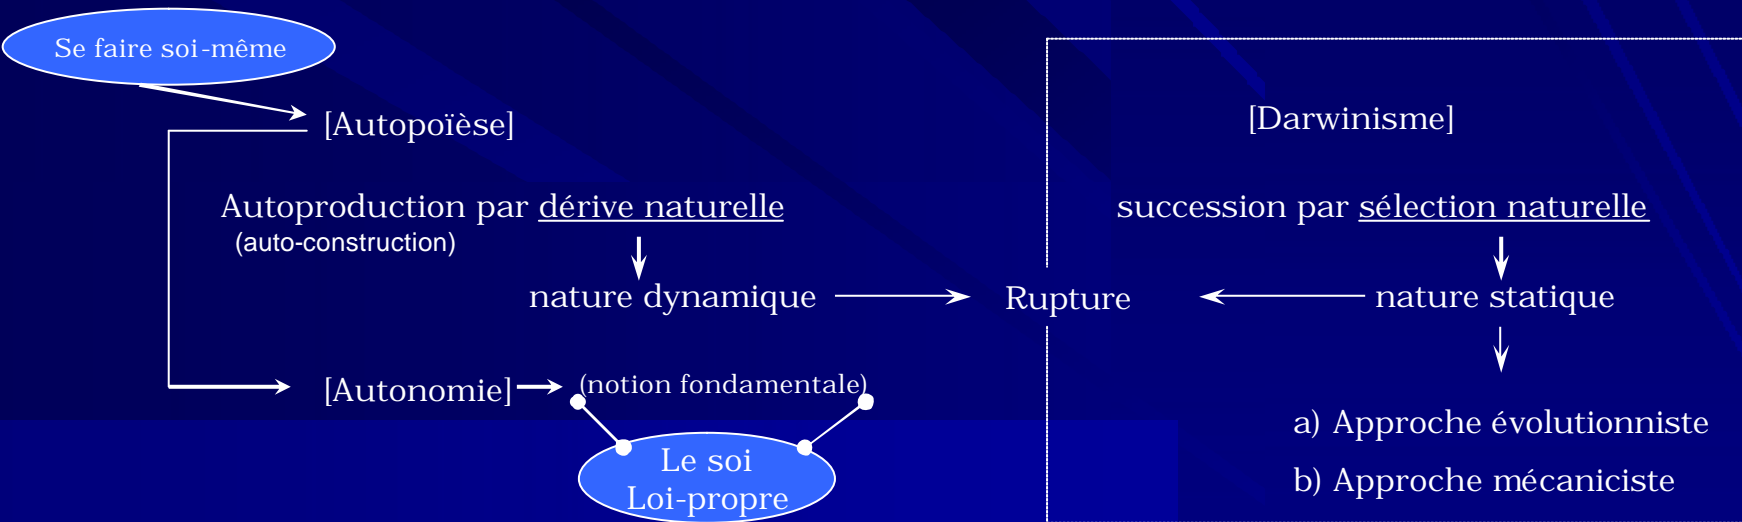 Se faire soi-même
[Autopoïèse]
[Darwinisme]
Autoproduction par dérive naturelle
(auto-construction)
succession par sélection naturelle
nature dynamique
Rupture
nature statique
[Autonomie]
(notion fondamentale)
Le soi
Loi-propre
a) Approche évolutionniste
b) Approche mécaniciste